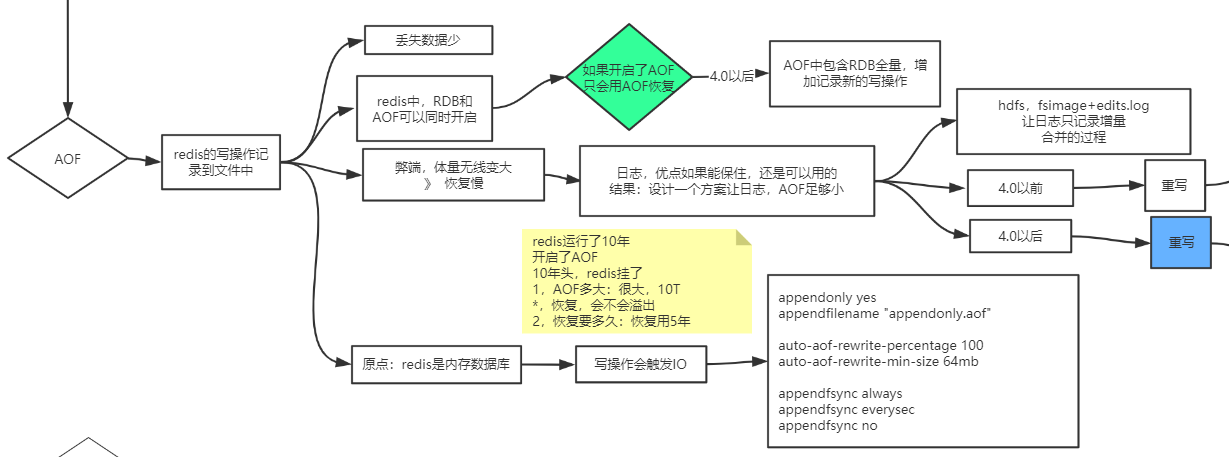 AOF
redis的写操作记
录到文件中
丢失数据少
redis中，RDB和
AOF可以同时开启
如果开启了AOF
只会用AOF恢复
4.0以后
AOF中包含RDB全量，增
加记录新的写操作
弊端，体量无线变大
》 恢复慢
日志，优点如果能保住，还是可以用的
结果：设计一个方案让日志，AOF足够小
hdfs，fsimage+edits.log
让日志只记录增量
合并的过程
4.0以前
重写
4.0以后
重写
redis运行了10年
开启了AOF
10年头，redis挂了
1，AOF多大：很大，10T
*，恢复，会不会溢出
2，恢复要多久：恢复用5年
原点：redis是内存数据库
写操作会触发IO
appendonly yes
appendfilename "appendonly.aof"
auto-aof-rewrite-percentage 100
auto-aof-rewrite-min-size 64mb
appendfsync always
appendfsync everysec
appendfsync no